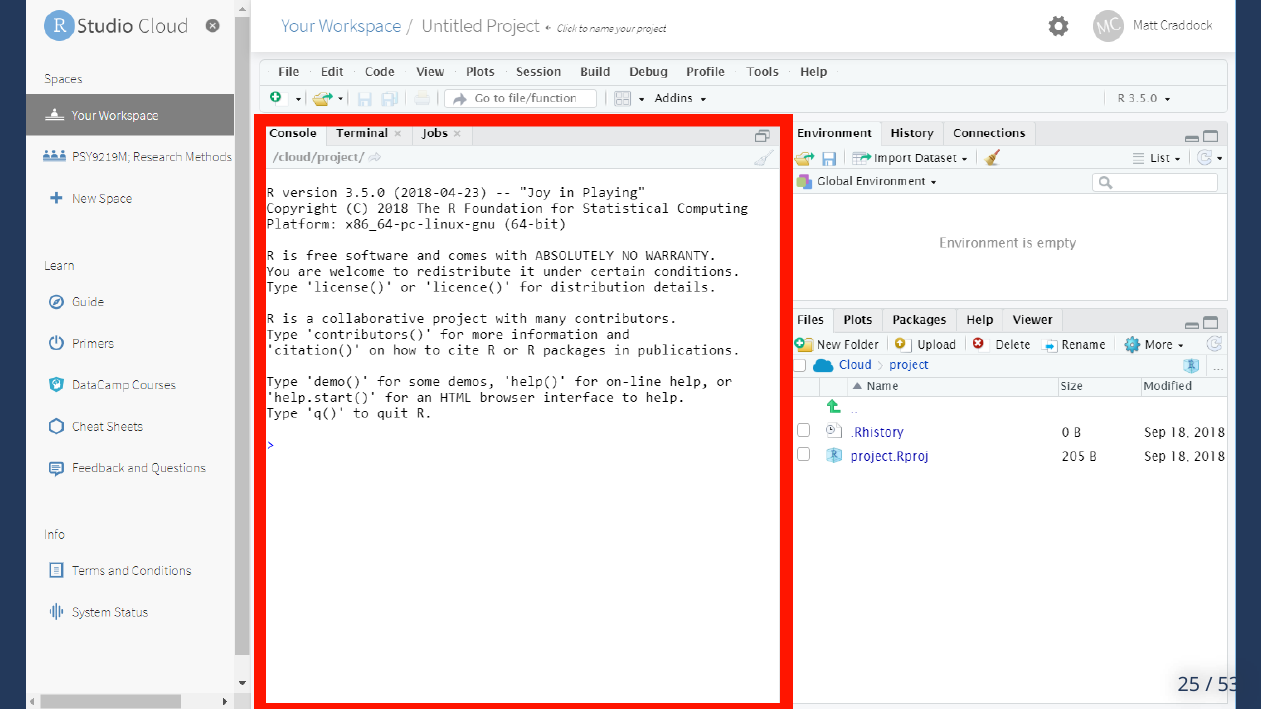 R Studio Cloud
Spaces
Your Workspace
PSY9219M; Research Methods
New Space
Learn
Guide
Primers
DataCamp Courses
Cheat Sheets
Feedback and Questions
Info
Terms and Conditions
System Status
Your Workspace / Untitled Project Click to name your project
MC Matt Craddock
File Edit Code View Plots Session Build Debug Profile Tools Help
Go to file/function Addins R 3.5.0
Console Terminal Jobs
/cloud/project/
R version 3.5.0 (2018-04-23) -- "Joy in Playing"
Copyright (C) 2018 The R Foundation for Statistical Computing
Platform: x86_64-pc-linux-gnu (64-bit)
R is free software and comes with ABSOLUTELY NO WARRANTY.
You are welcome to redistribute it under certain conditions.
Type 'license()' or 'licence()' for distribution details.
R is a collaborative project with many contributors.
Type 'contributors()' for more information and
'citation()' on how to cite R or R packages in publications.
Type 'demo()' for some demos, 'help()' for on-line help, or
'help.start()' for an HTML browser interface to help.
Type 'q()' to quit R.
>
Environment History Connections
Import Dataset List
Global Environment
Environment is empty
Files Plots Packages Help Viewer
New Folder Upload Delete Rename More
Cloud project R ...
Name Size Modified
..
.Rhistory 0 B Sep 18, 2018
project.Rproj 205 B Sep 18, 2018
25 / 53